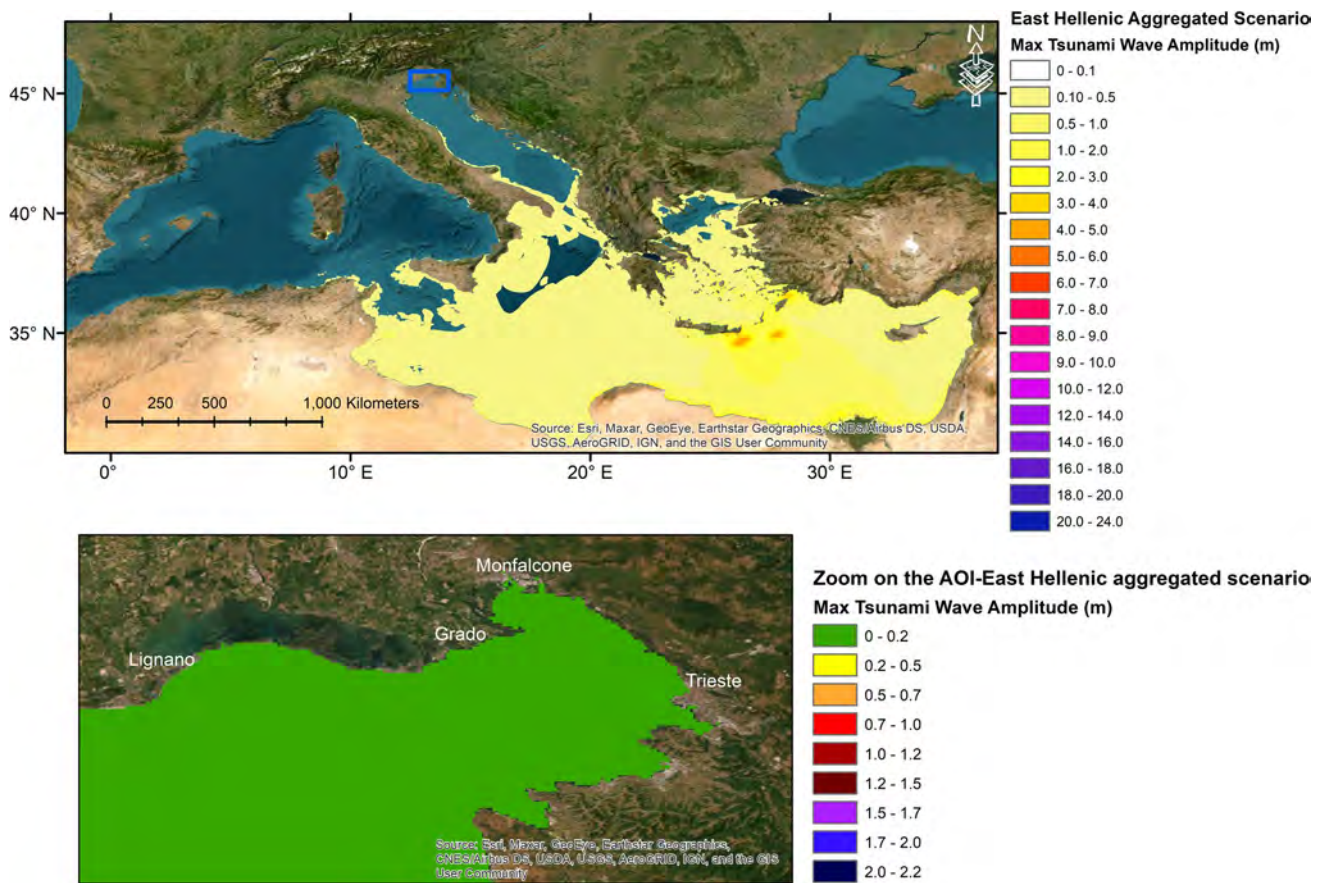 East Hellenic Aggregated Scenario
Max Tsunami Wave Amplitude (m)
0 - 0.1
0.10 - 0.5
0.5 - 1.0
1.0 - 2.0
2.0 - 3.0
3.0 - 4.0
4.0 - 5.0
5.0 - 6.0
6.0 - 7.0
7.0 - 8.0
8.0 - 9.0
9.0 - 10.0
10.0 - 12.0
12.0 - 14.0
14.0 - 16.0
16.0 - 18.0
18.0 - 20.0
20.0 - 24.0
N
45° N
40° N
35° N
0 250 500 1,000 Kilometers
Source: Esri, Maxar, GeoEye, Earthstar Geographics, CNES/Airbus DS, USDA,
USGS, AeroGRID, IGN, and the GIS User Community
0° 10° E 20° E 30° E
Monfalcone
Grado
Lignano
Trieste
Source: Esri, Maxar, GeoEye, Earthstar Geographics,
CNES/Airbus DS, USDA, USGS, AeroGRID, IGN, and the GIS
User Community
Zoom on the AOI-East Hellenic aggregated scenario
Max Tsunami Wave Amplitude (m)
0 - 0.2
0.2 - 0.5
0.5 - 0.7
0.7 - 1.0
1.0 - 1.2
1.2 - 1.5
1.5 - 1.7
1.7 - 2.0
2.0 - 2.2